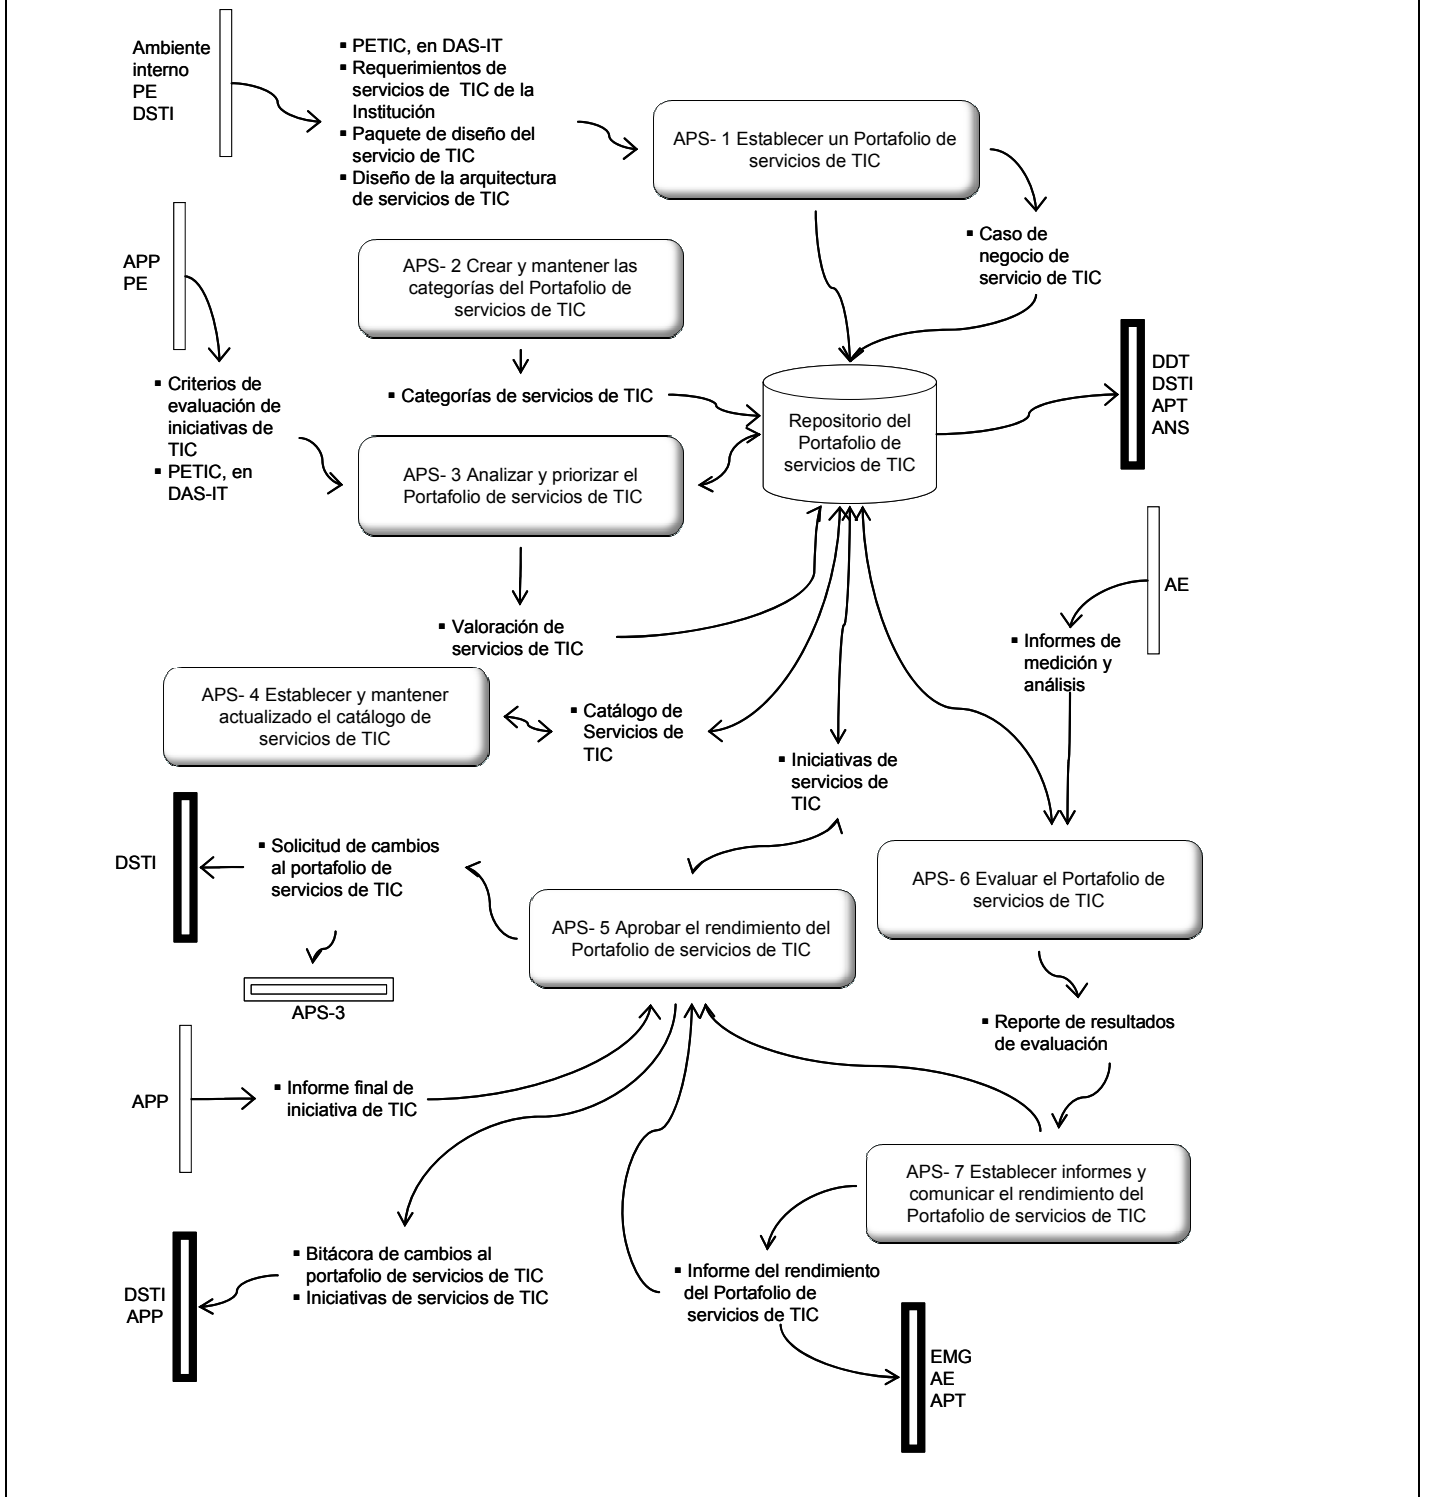 Ambiente
interno
PE
DSTI
▪ PETIC, en DAS-IT
▪ Requerimientos de
servicios de TIC de la
Institución
▪ Paquete de diseño del
servicio de TIC
▪ Diseño de la arquitectura
de servicios de TIC
APS- 1 Establecer un Portafolio de
servicios de TIC
▪ Caso de
negocio de
servicio de TIC
APP
PE
APS- 2 Crear y mantener las
categorías del Portafolio de
servicios de TIC
▪ Criterios de
evaluación de
iniciativas de
TIC
▪ PETIC, en
DAS-IT
▪ Categorías de servicios de TIC
Repositorio del
Portafolio de
servicios de TIC
DDT
DSTI
APT
ANS
APS- 3 Analizar y priorizar el
Portafolio de servicios de TIC
AE
▪ Valoración de
servicios de TIC
▪ Informes de
medición y
análisis
APS- 4 Establecer y mantener
actualizado el catálogo de
servicios de TIC
▪ Catálogo de
Servicios de
TIC
▪ Iniciativas de
servicios de
TIC
DSTI
▪ Solicitud de cambios
al portafolio de
servicios de TIC
APS- 6 Evaluar el Portafolio de
servicios de TIC
APS- 5 Aprobar el rendimiento del
Portafolio de servicios de TIC
APS-3
▪ Reporte de resultados
de evaluación
APP
▪ Informe final de
iniciativa de TIC
APS- 7 Establecer informes y
comunicar el rendimiento del
Portafolio de servicios de TIC
DSTI
APP
▪ Bitácora de cambios al
portafolio de servicios de TIC
▪ Iniciativas de servicios de TIC
▪ Informe del rendimiento
del Portafolio de
servicios de TIC
EMG
AE
APT